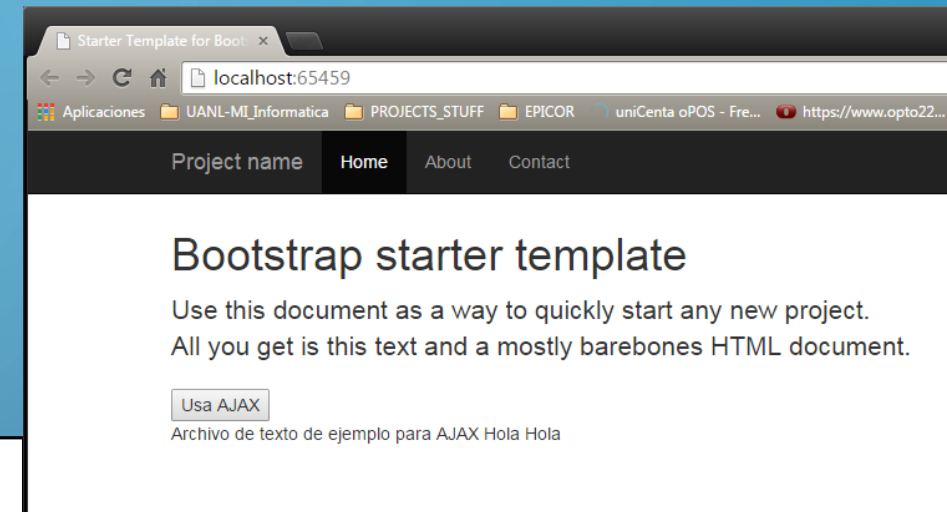 Starter Template for Boot
localhost:65459
Aplicaciones UANL-MI_Informatica PROJECTS_STUFF EPICOR uniCenta oPOS - Fre... https://www.opto22...
Project name Home About Contact
Bootstrap starter template
Use this document as a way to quickly start any new project.
All you get is this text and a mostly barebones HTML document.
Usa AJAX
Archivo de texto de ejemplo para AJAX Hola Hola